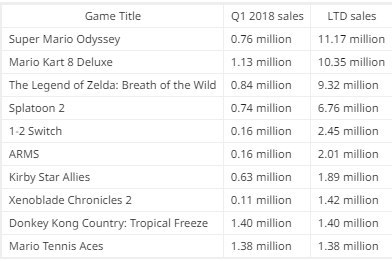 Game Title Q1 2018 sales LTD sales
Super Mario Odyssey 0.76 million 11.17 million
Mario Kart 8 Deluxe 1.13 million 10.35 million
The Legend of Zelda: Breath of the Wild 0.84 million 9.32 million
Splatoon 2 0.74 million 6.76 million
1-2 Switch 0.16 million 2.45 million
ARMS 0.16 million 2.01 million
Kirby Star Allies 0.63 million 1.89 million
Xenoblade Chronicles 2 0.11 million 1.42 million
Donkey Kong Country: Tropical Freeze 1.40 million 1.40 million
Mario Tennis Aces 1.38 million 1.38 million